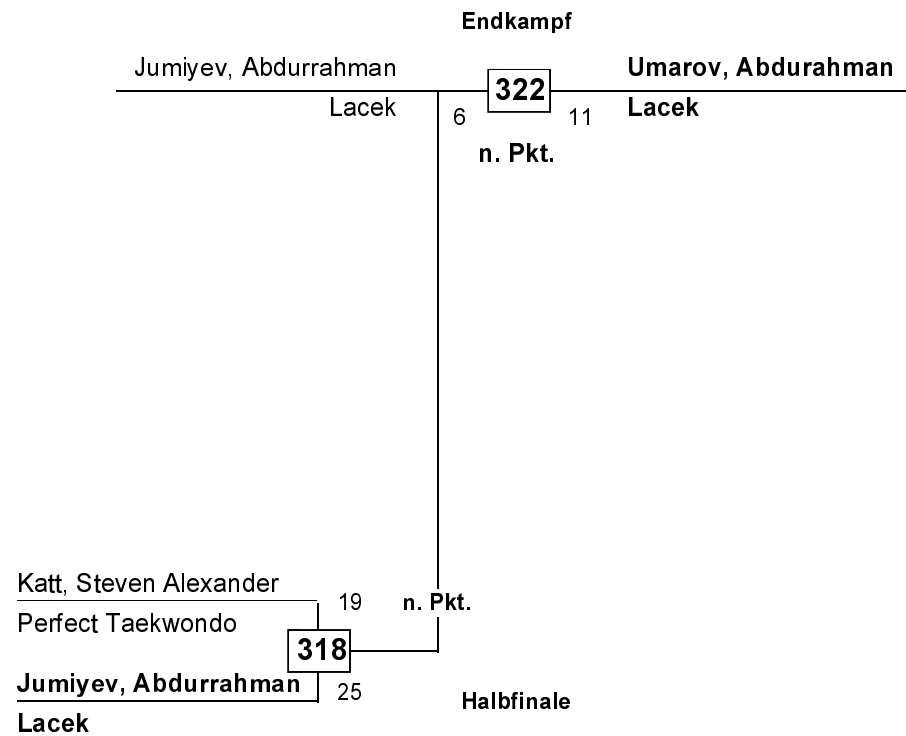 Endkampf
Jumiyev, Abdurrahman
Lacek
6
322
11
Umarov, Abdurahman
Lacek
n. Pkt.
Katt, Steven Alexander
Perfect Taekwondo
19
n. Pkt.
318
Jumiyev, Abdurrahman
Lacek
25
Halbfinale